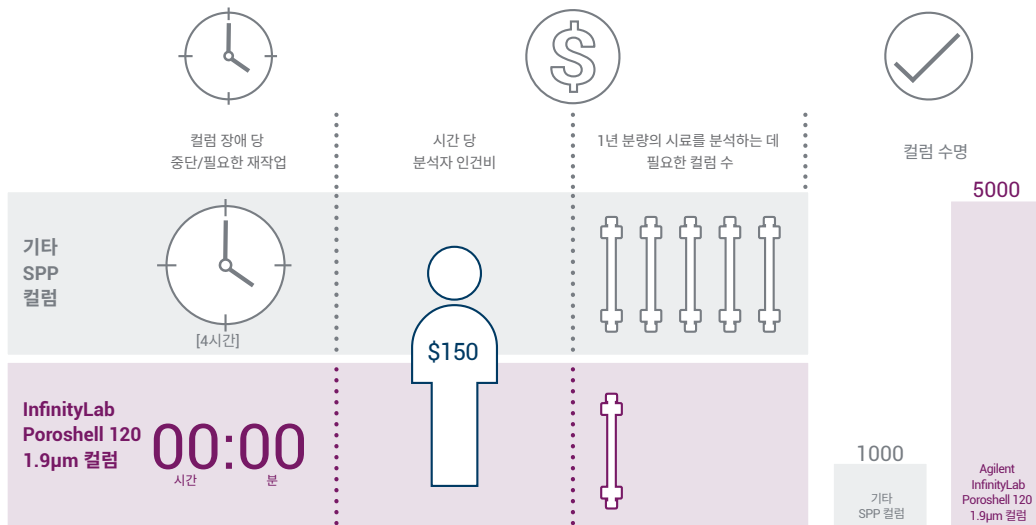 컬럼 장애 당
중단/필요한 재작업
시간 당
분석자 인건비
1년 분량의 시료를 분석하는 데
필요한 컬럼 수
컬럼 수명
기타
SPP
컬럼
[4시간]
$150
InfinityLab
Poroshell 120
1.9µm 컬럼
00:00
시간
분
5000
1000
기타
SPP 컬럼
Agilent
InfinityLab
Poroshell 120
1.9µm 컬럼